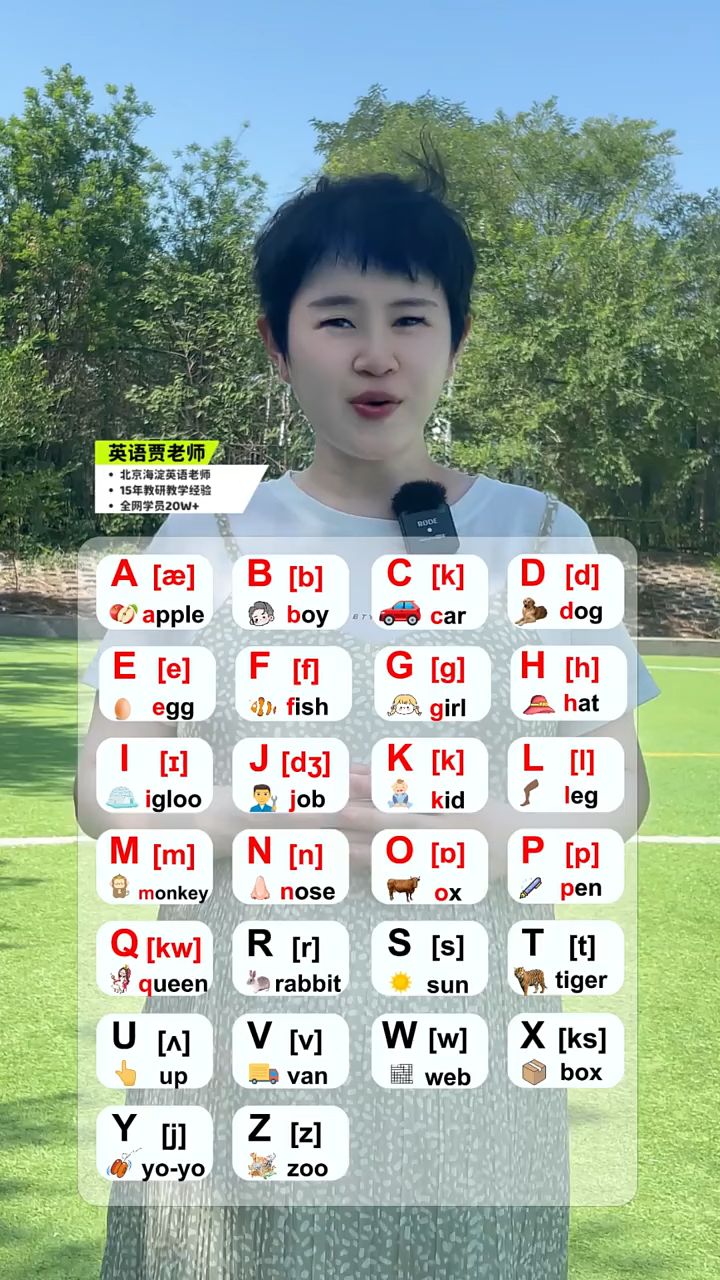 英语贾老师
• 北京海淀英语老师
• 15年教研教学经验
• 全网学员20W+
RODE
A [æ] B [b] C [k] D [d]
apple boy car dog
E [e] F [f] G [g] H [h]
egg fish girl hat
I [ɪ] J [dʒ] K [k] L [l]
igloo job kid leg
M [m] N [n] O [ɒ] P [p]
monkey nose ox pen
Q [kw] R [r] S [s] T [t]
queen rabbit sun tiger
U [ʌ] V [v] W [w] X [ks]
up van web box
Y [j] Z [z]
yo-yo zoo